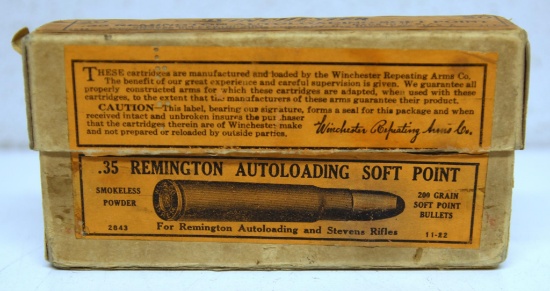 THESE cartridges are manufactured and loaded by the Winchester Repeating Arms Co.
The benefit of our great experience and careful supervision is given. We guarantee all
properly constructed arms for which these cartridges are adapted, when used with these
cartridges, to the extent that the manufacturers of these arms guarantee their product.
CAUTION—This label, bearing our signature, forms a seal for this package and when
received intact and unbroken insures the purchaser
that the cartridges therein are of Winchester make
and not prepared or reloaded by outside parties.
Winchester Repeating Arms Co.
.35 REMINGTON AUTOLOADING SOFT POINT
SMOKELESS
POWDER
200 GRAIN
SOFT POINT
BULLETS
2843
For Remington Autoloading and Stevens Rifles
11-22